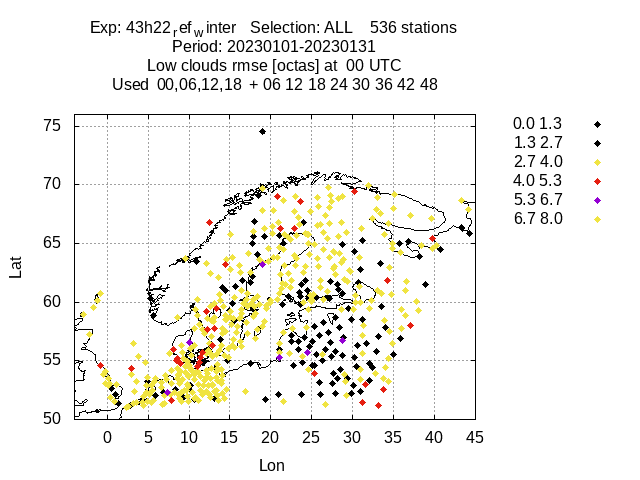 Exp: 43h22ref winter   Selection: ALL    536 stations
Period: 20230101-20230131
Low clouds rmse [octas] at  00 UTC
Used  00,06,12,18  + 06 12 18 24 30 36 42 48
0.0 1.3
1.3 2.7
2.7 4.0
4.0 5.3
5.3 6.7
6.7 8.0
75
70
65
60
55
50
Lat
0 5 10 15 20 25 30 35 40 45
Lon